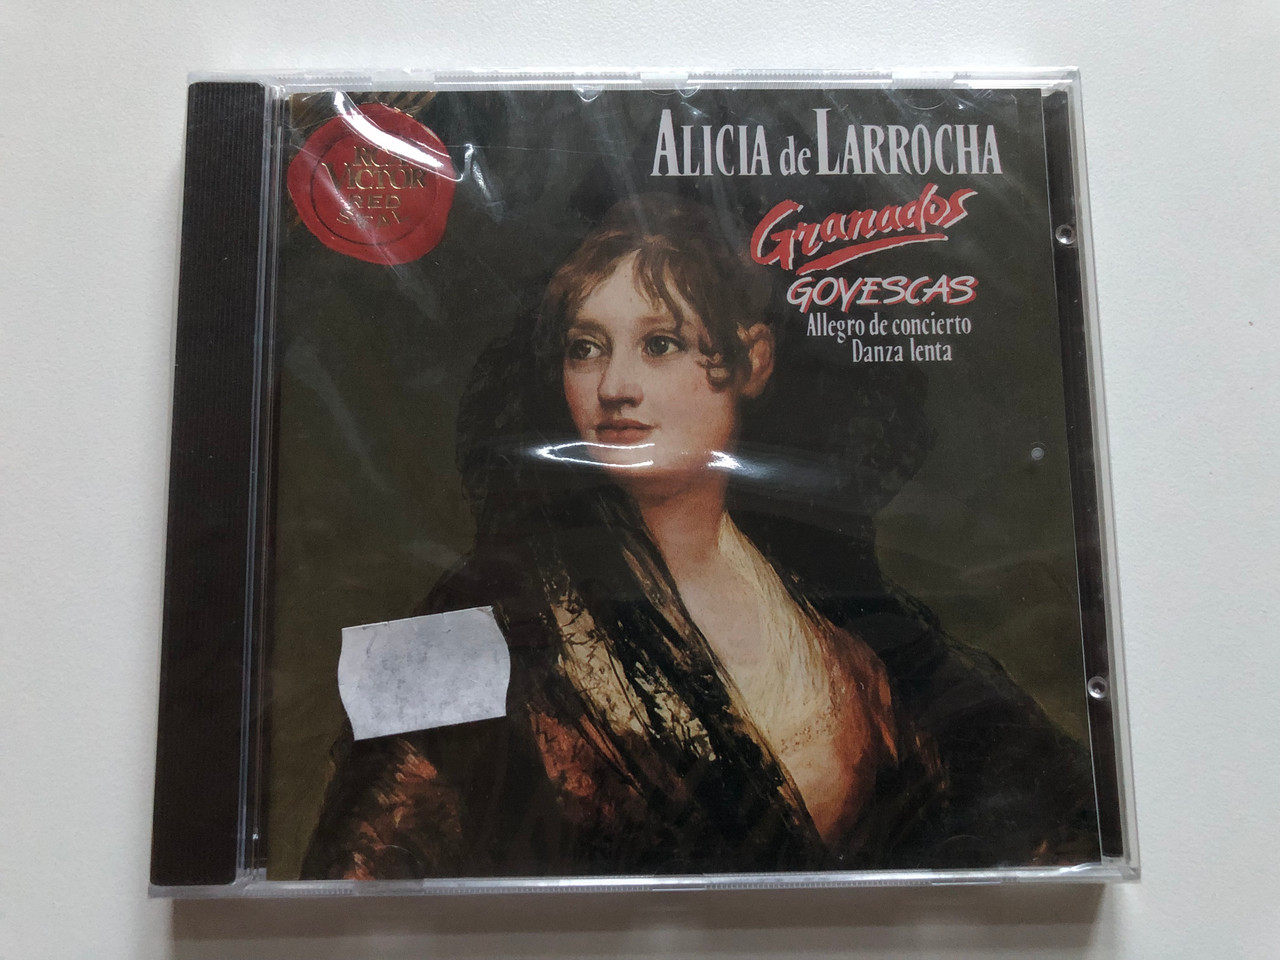 RCA
VICTOR
RED
SEAL
ALICIA de LARROCHA
Granados
GOYESCAS
Allegro de concierto
Danza lenta